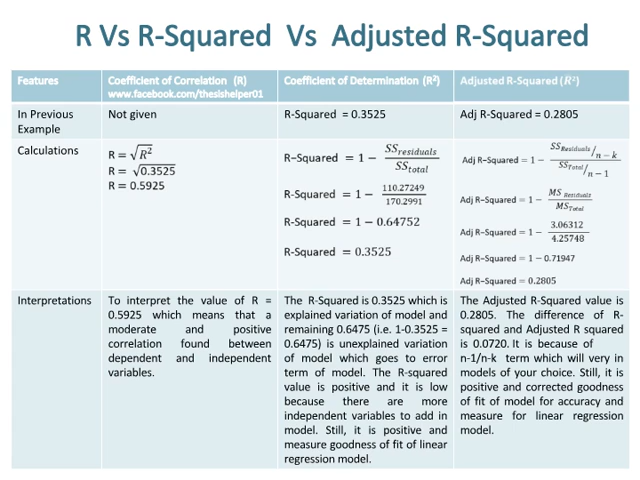 R Vs R-Squared Vs Adjusted R-Squared
Features
Coefficient of Correlation (R)
www.facebook.com/thesishelper01
Coefficient of Determination (R²)
Adjusted R-Squared (R̄²)
In Previous
Example
Not given
R-Squared = 0.3525
Adj R-Squared = 0.2805
Calculations
R = √R²
R = √0.3525
R = 0.5925
R−Squared = 1 − SSresiduals / SStotal
R-Squared = 1 − 110.27249 / 170.2991
R-Squared = 1 − 0.64752
R-Squared = 0.3525
Adj R−Squared = 1 − (SSResiduals/n−k) / (SSTotal/n−1)
Adj R−Squared = 1 − MSResiduals / MSTotal
Adj R−Squared = 1 − 3.06312 / 4.25748
Adj R−Squared = 1 − 0.71947
Adj R−Squared = 0.2805
Interpretations
To interpret the value of R =
0.5925 which means that a
moderate and positive
correlation found between
dependent and independent
variables.
The R-Squared is 0.3525 which is
explained variation of model and
remaining 0.6475 (i.e. 1-0.3525 =
0.6475) is unexplained variation
of model which goes to error
term of model. The R-squared
value is positive and it is low
because there are more
independent variables to add in
model. Still, it is positive and
measure goodness of fit of linear
regression model.
The Adjusted R-Squared value is
0.2805. The difference of R-
squared and Adjusted R squared
is 0.0720. It is because of
n-1/n-k term which will very in
models of your choice. Still, it is
positive and corrected goodness
of fit of model for accuracy and
measure for linear regression
model.